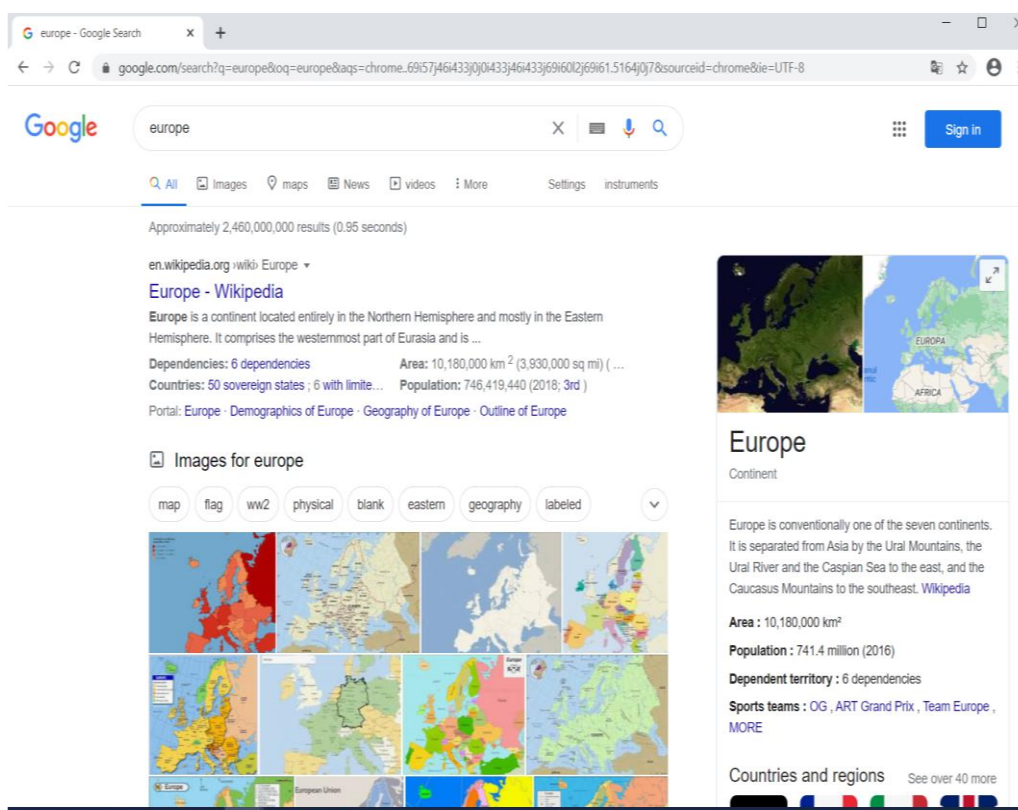 europe - Google Search
google.com/search?q=europe&oq=europe&aqs=chrome..69i57j46i433j0j0i433j46i433j69i60l2j69i61.5164j0j7&sourceid=chrome&ie=UTF-8
Google
europe
Sign in
All Images maps News videos More Settings instruments
Approximately 2,460,000,000 results (0.95 seconds)
en.wikipedia.org ›wiki› Europe
Europe - Wikipedia
Europe is a continent located entirely in the Northern Hemisphere and mostly in the Eastern
Hemisphere. It comprises the westernmost part of Eurasia and is ...
Dependencies: 6 dependencies Area: 10,180,000 km 2 (3,930,000 sq mi) ( ...
Countries: 50 sovereign states ; 6 with limite... Population: 746,419,440 (2018; 3rd )
Portal: Europe · Demographics of Europe · Geography of Europe · Outline of Europe
Images for europe
map flag ww2 physical blank eastern geography labeled
Europe
Europe European Union
EUROPA
AFRICA
Europe
Continent
Europe is conventionally one of the seven continents.
It is separated from Asia by the Ural Mountains, the
Ural River and the Caspian Sea to the east, and the
Caucasus Mountains to the southeast. Wikipedia
Area : 10,180,000 km²
Population : 741.4 million (2016)
Dependent territory : 6 dependencies
Sports teams : OG , ART Grand Prix , Team Europe ,
MORE
Countries and regions See over 40 more